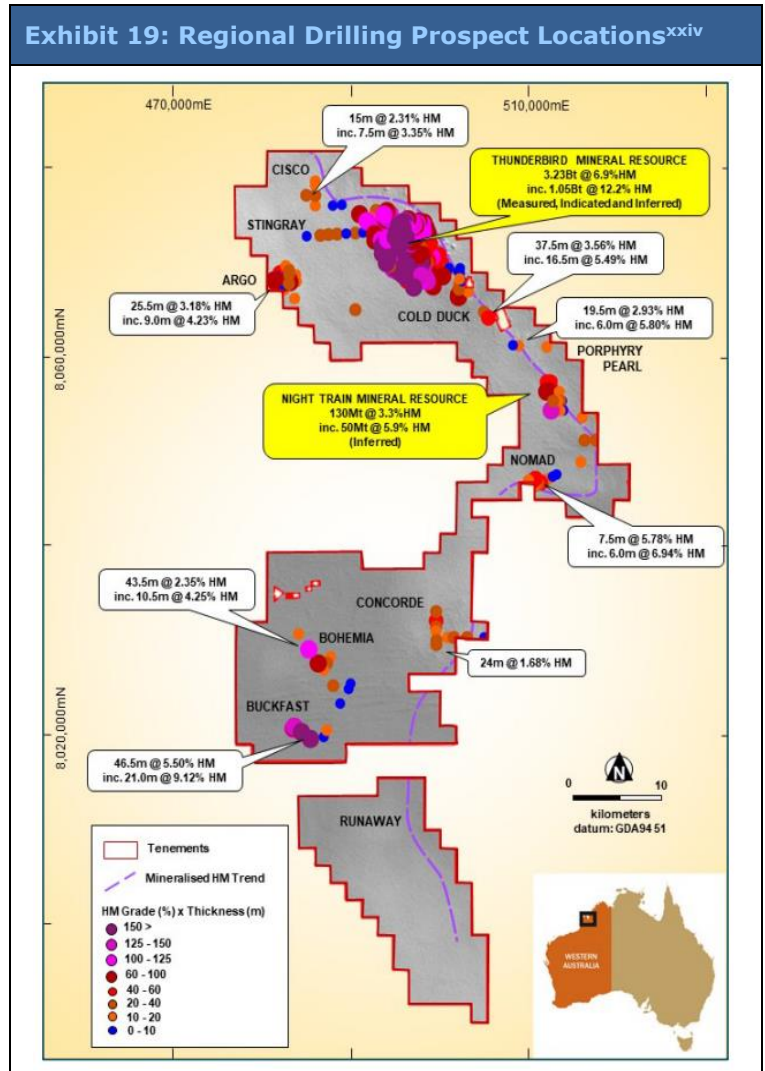 Exhibit 19: Regional Drilling Prospect Locationsxxiv
470,000mE
510,000mE
15m @ 2.31% HM
inc. 7.5m @ 3.35% HM
CISCO
THUNDERBIRD MINERAL RESOURCE
3.23Bt @ 6.9%HM
inc. 1.05Bt @ 12.2% HM
(Measured, Indicated and Inferred)
STINGRAY
37.5m @ 3.56% HM
inc. 16.5m @ 5.49% HM
ARGO
25.5m @ 3.18% HM
inc. 9.0m @ 4.23% HM
COLD DUCK
19.5m @ 2.93% HM
inc. 6.0m @ 5.80% HM
8,060,000mN
PORPHYRY
PEARL
NIGHT TRAIN MINERAL RESOURCE
130Mt @ 3.3%HM
inc. 50Mt @ 5.9% HM
(Inferred)
NOMAD
7.5m @ 5.78% HM
inc. 6.0m @ 6.94% HM
43.5m @ 2.35% HM
inc. 10.5m @ 4.25% HM
CONCORDE
BOHEMIA
24m @ 1.68% HM
BUCKFAST
8,020,000mN
46.5m @ 5.50% HM
inc. 21.0m @ 9.12% HM
N
0 10
kilometers
datum: GDA94 51
RUNAWAY
Tenements
Mineralised HM Trend
HM Grade (%) x Thickness (m)
150 >
125 - 150
100 - 125
60 - 100
40 - 60
20 - 40
10 - 20
0 - 10
WESTERN
AUSTRALIA